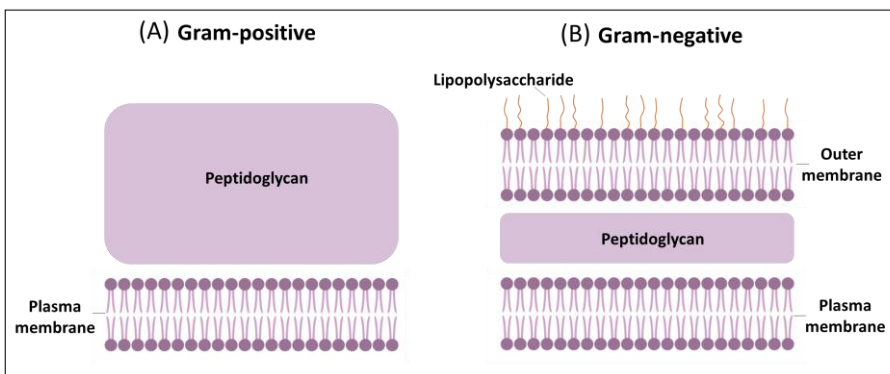 (A) Gram-positive
Peptidoglycan
Plasma
membrane
(B) Gram-negative
Lipopolysaccharide
Outer
membrane
Peptidoglycan
Plasma
membrane